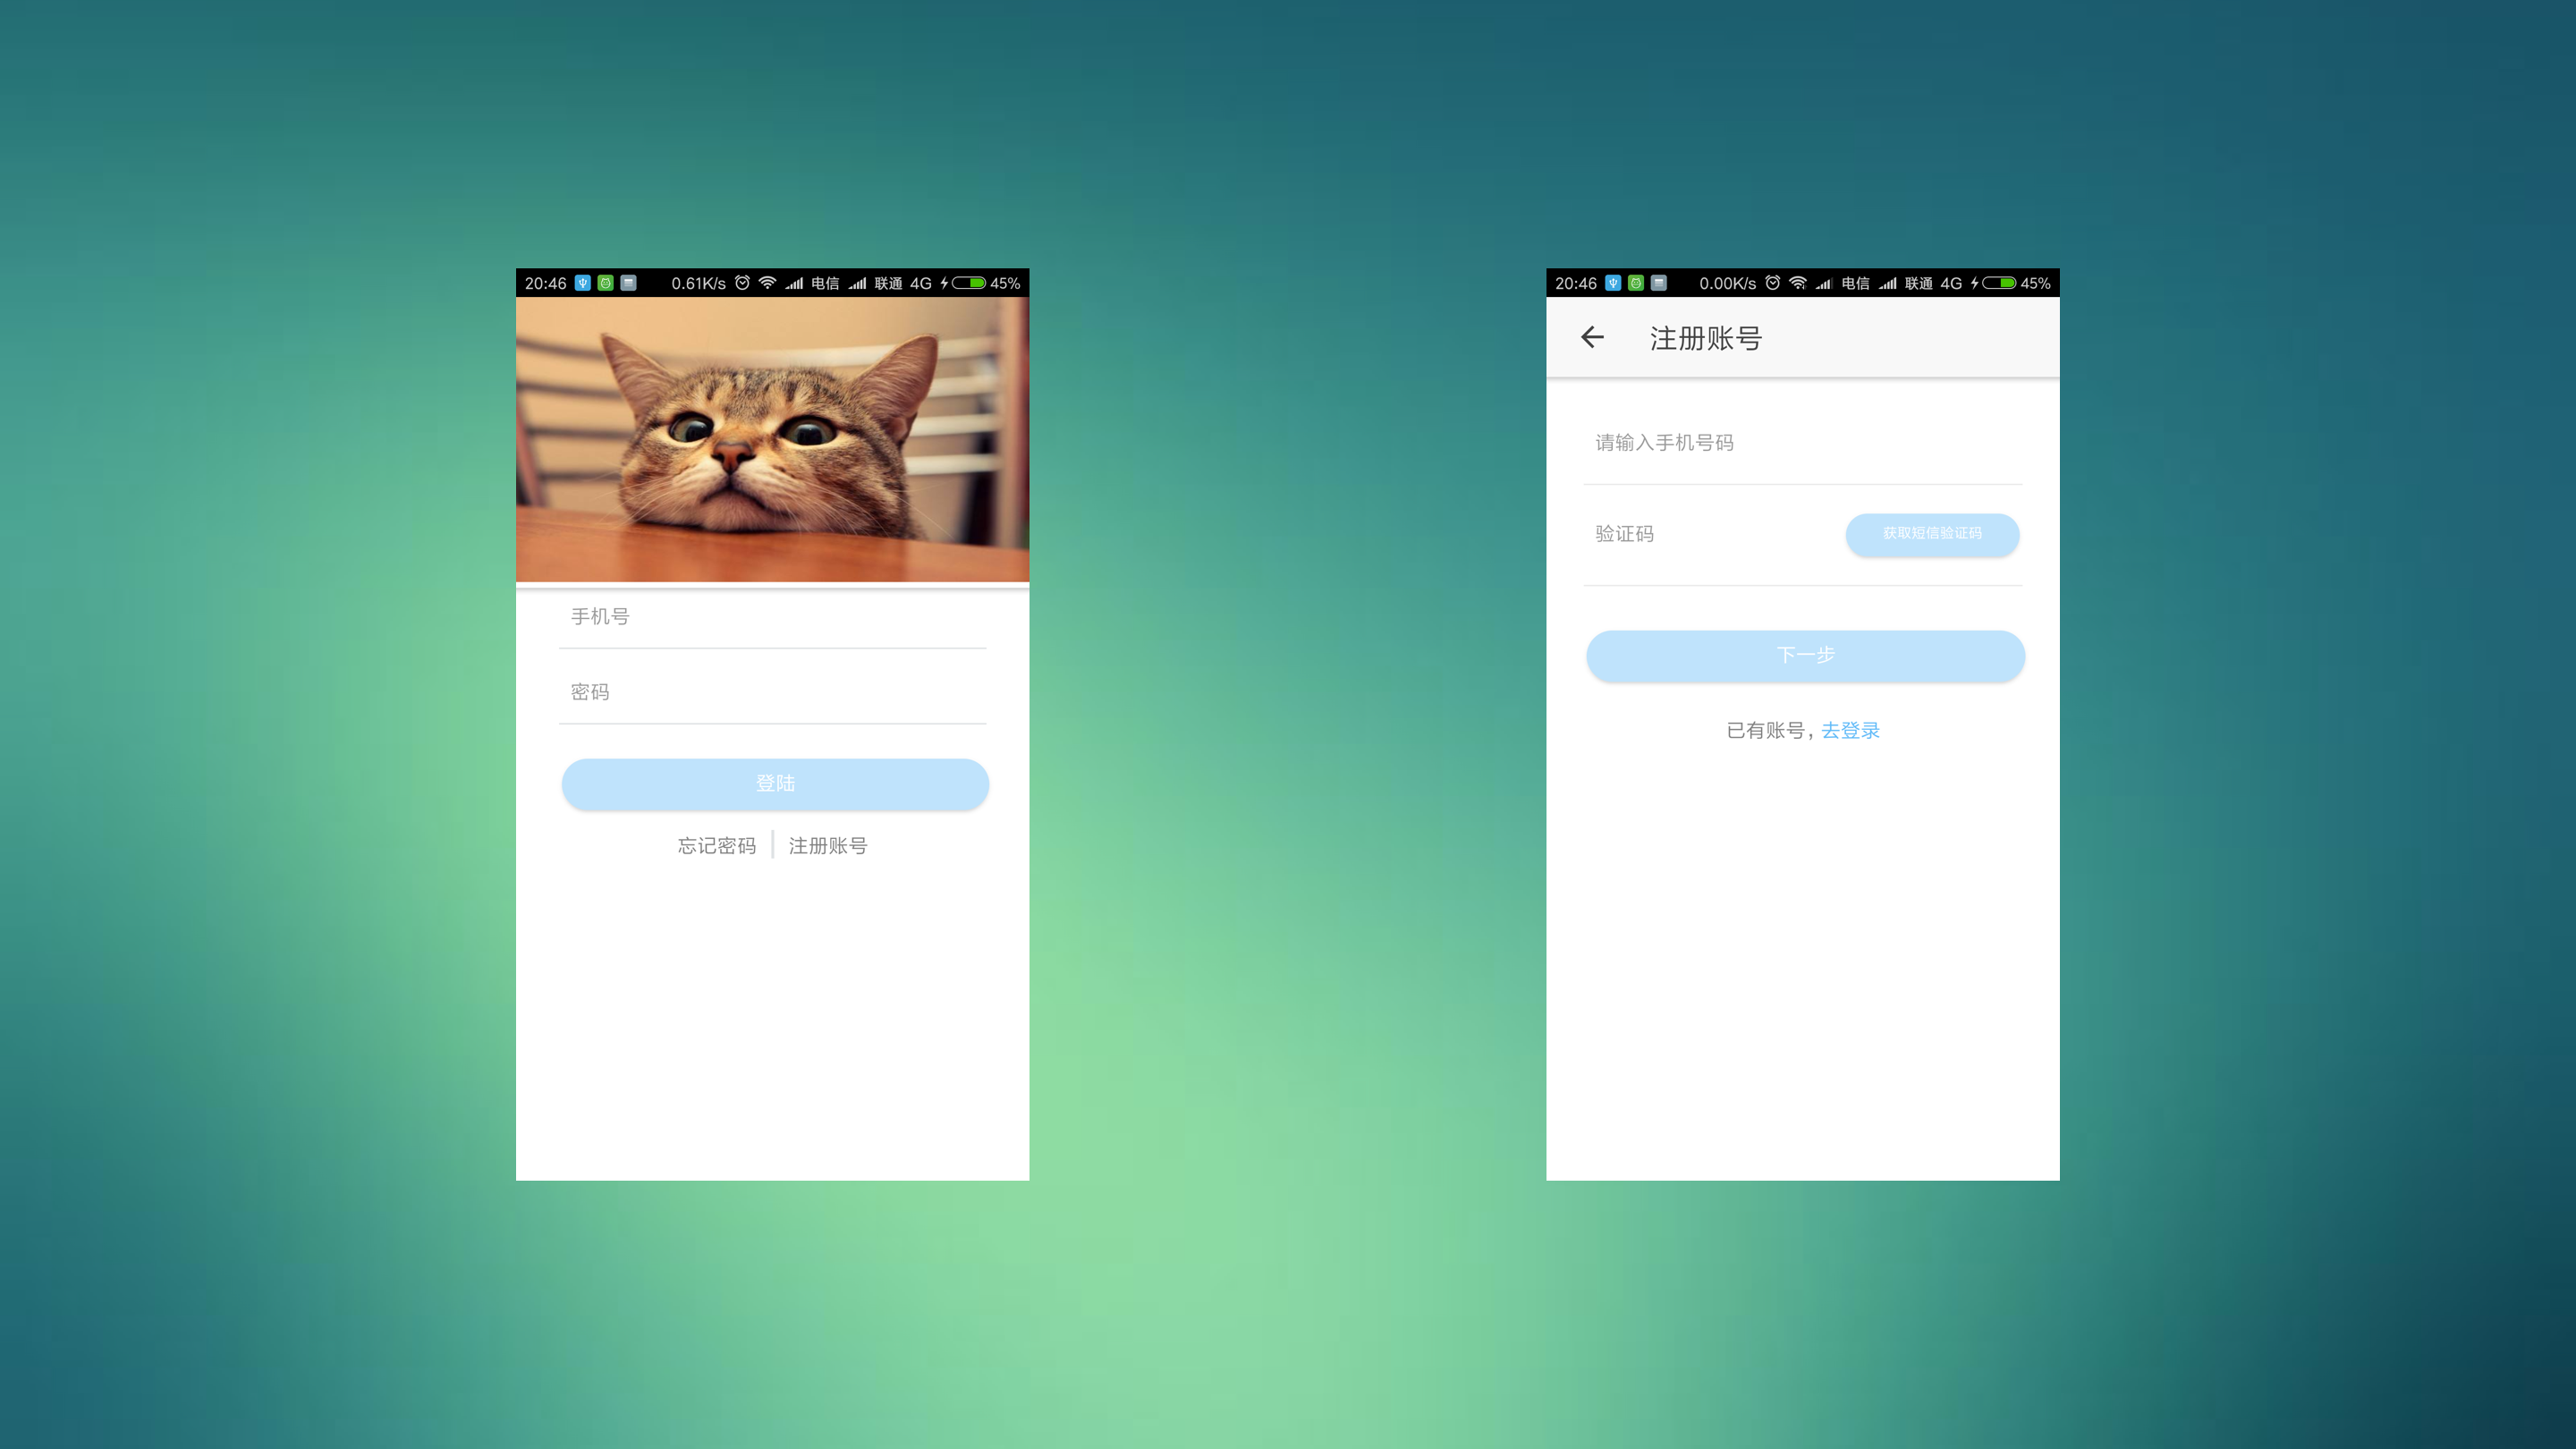 20:46 0.61K/s 电信 联通 4G 45%
手机号
密码
登陆
忘记密码 注册账号
20:46 0.00K/s 电信 联通 4G 45%
注册账号
请输入手机号码
验证码 获取短信验证码
下一步
已有账号，去登录